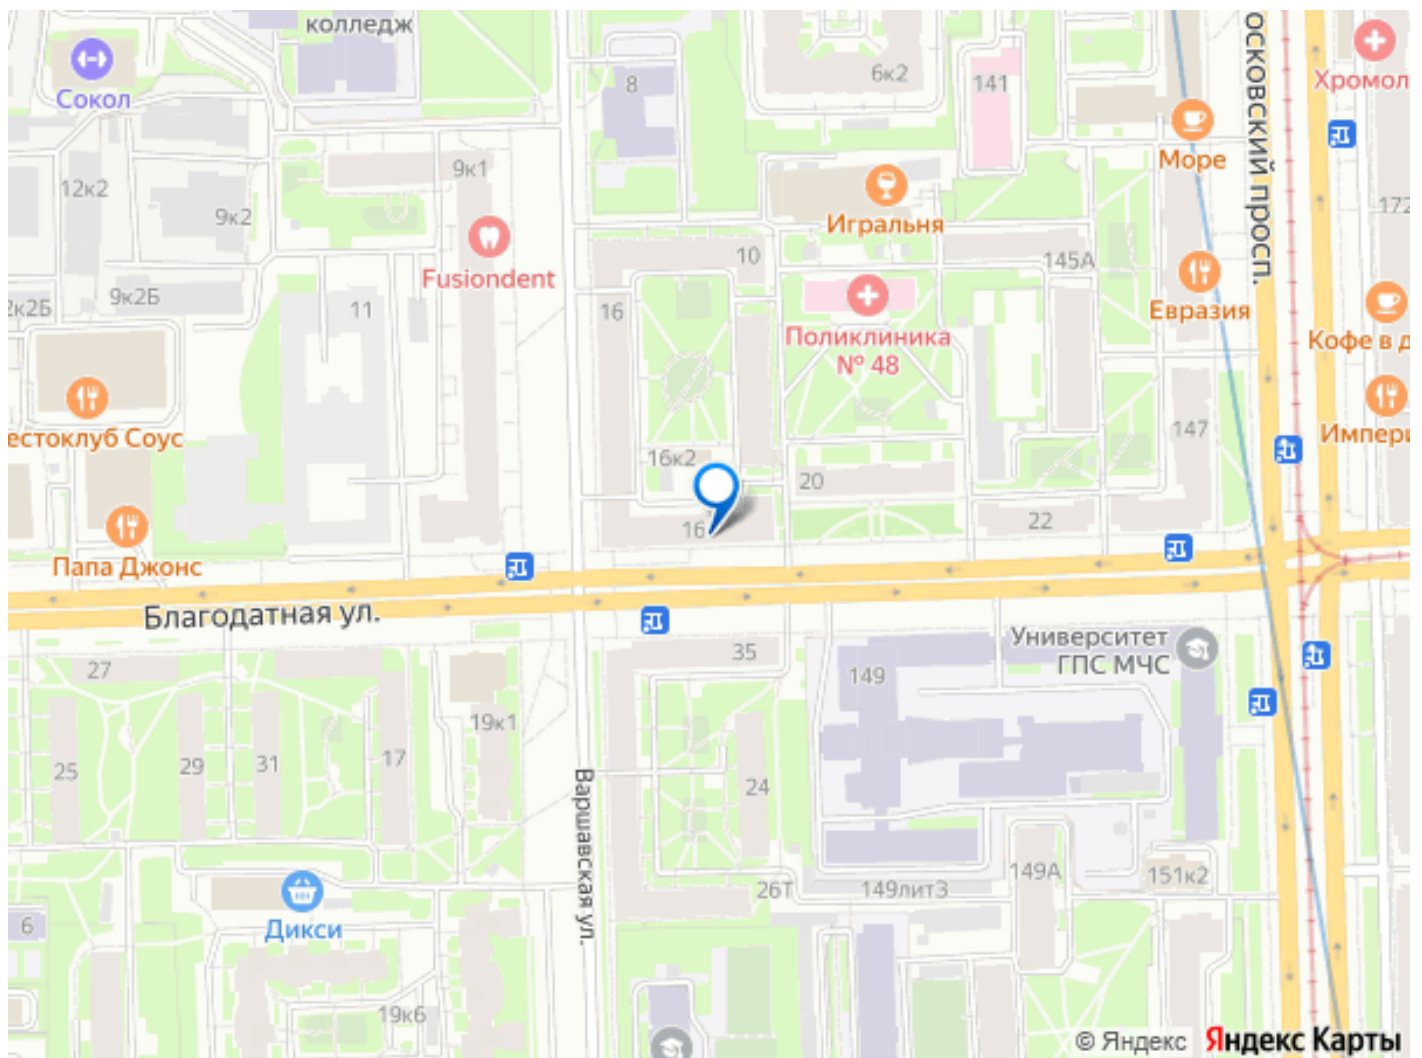 колледж
Сокол
8
6к2
141
Хромол
Море
осковский просп.
9к1
12к2
9к2
172
Игральня
Fusiondent
10
145А
9к2Б
2к2Б
11
16
Евразия
Поликлиника
№ 48
Кофе в д
естоклуб Соус
147
Импери
16к2
20
16
22
Папа Джонс
Благодатная ул.
35
Университет
ГПС МЧС
27
149
19к1
25
29
31
17
24
Варшавская ул.
26Т
149лит3
149А
151к2
6
Дикси
19к6
© Яндекс Яндекс Карты